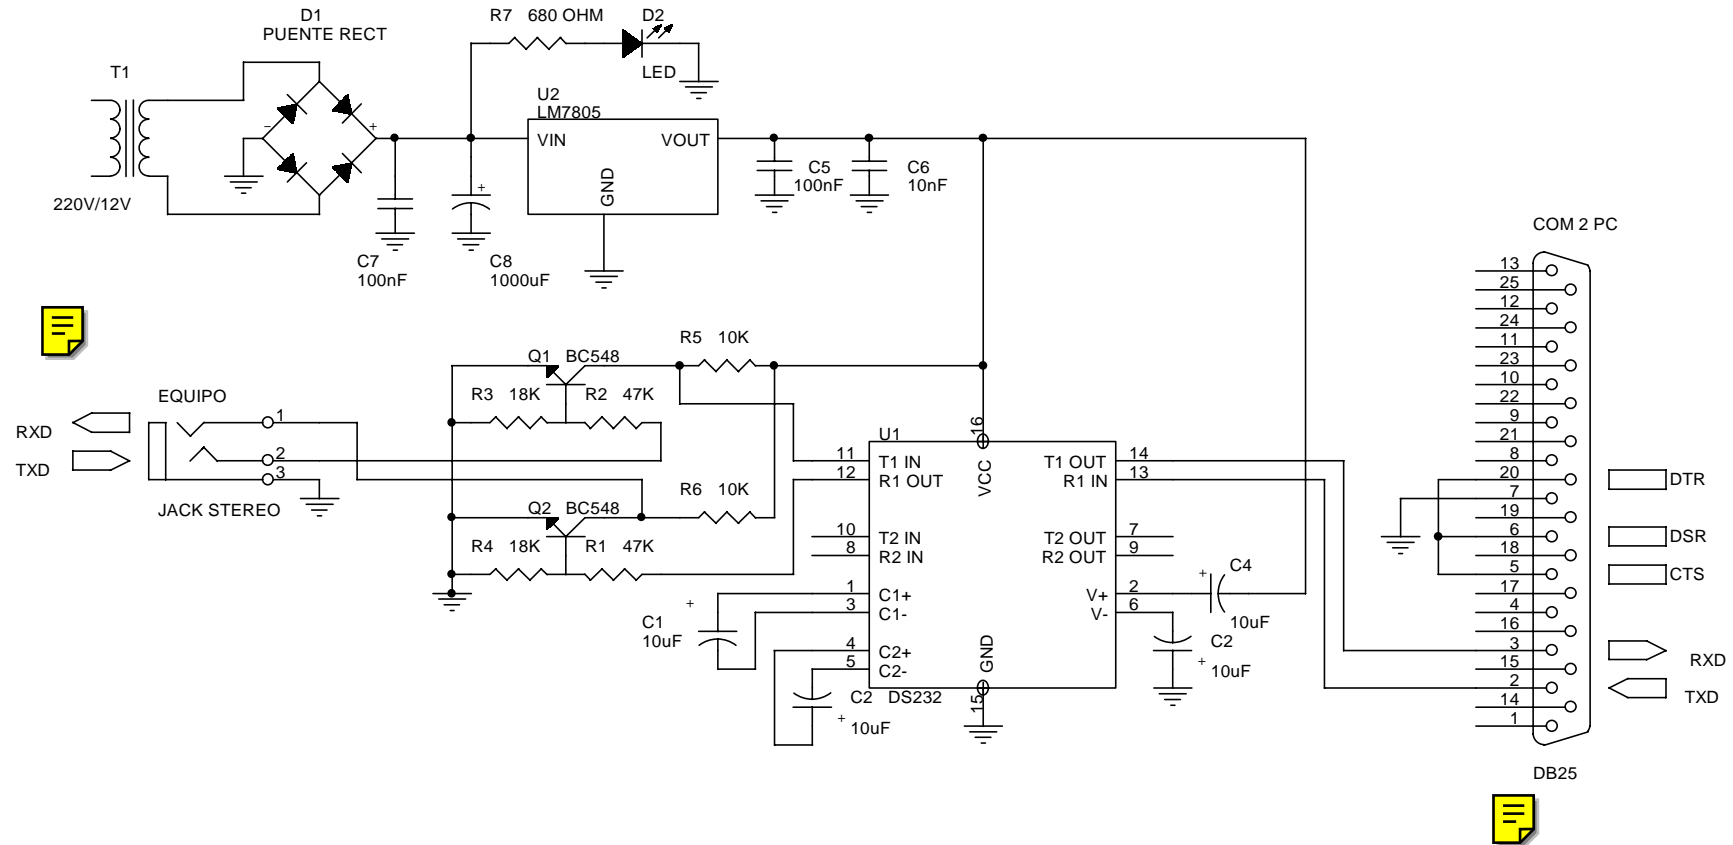 D1
PUENTE RECT
R7 680 OHM
D2
LED
T1
220V/12V
-
+
U2
LM7805
VIN
VOUT
GND
C5
100nF
C6
10nF
C7
100nF
+
C8
1000uF
COM 2 PC
13
25
12
24
11
23
10
22
9
21
8
20
7
19
6
18
5
17
4
16
3
15
2
14
1
DTR
DSR
CTS
RXD
TXD
DB25
EQUIPO
RXD
TXD
1
2
3
JACK STEREO
Q1 BC548
R5 10K
R3 18K
R2 47K
Q2 BC548
R6 10K
R4 18K
R1 47K
U1
16
VCC
11 T1 IN
12 R1 OUT
10 T2 IN
8 R2 IN
1 C1+
3 C1-
4 C2+
5 C2-
T1 OUT 14
R1 IN 13
T2 OUT 7
R2 OUT 9
V+ 2
V- 6
GND
15
DS232
+
C1
10uF
C2
+ 10uF
+
C4
10uF
C2
+ 10uF